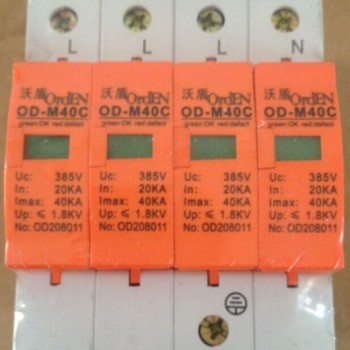 L L L N
沃盾OrdEN 沃盾OrdEN 沃盾OrdEN 沃盾OrdEN
OD-M40C OD-M40C OD-M40C OD-M40C
green:OK red:defect green:OK red:defect green:OK red:defect green:OK red:defect
Uc: 385V Uc: 385V Uc: 385V Uc: 385V
In: 20KA In: 20KA In: 20KA In: 20KA
Imax: 40KA Imax: 40KA Imax: 40KA Imax: 40KA
Up: ≤ 1.8KV Up: ≤ 1.8KV Up: ≤ 1.8KV Up: ≤ 1.8KV
No: OD208011 No: OD208011 No: OD208011 No: OD208011